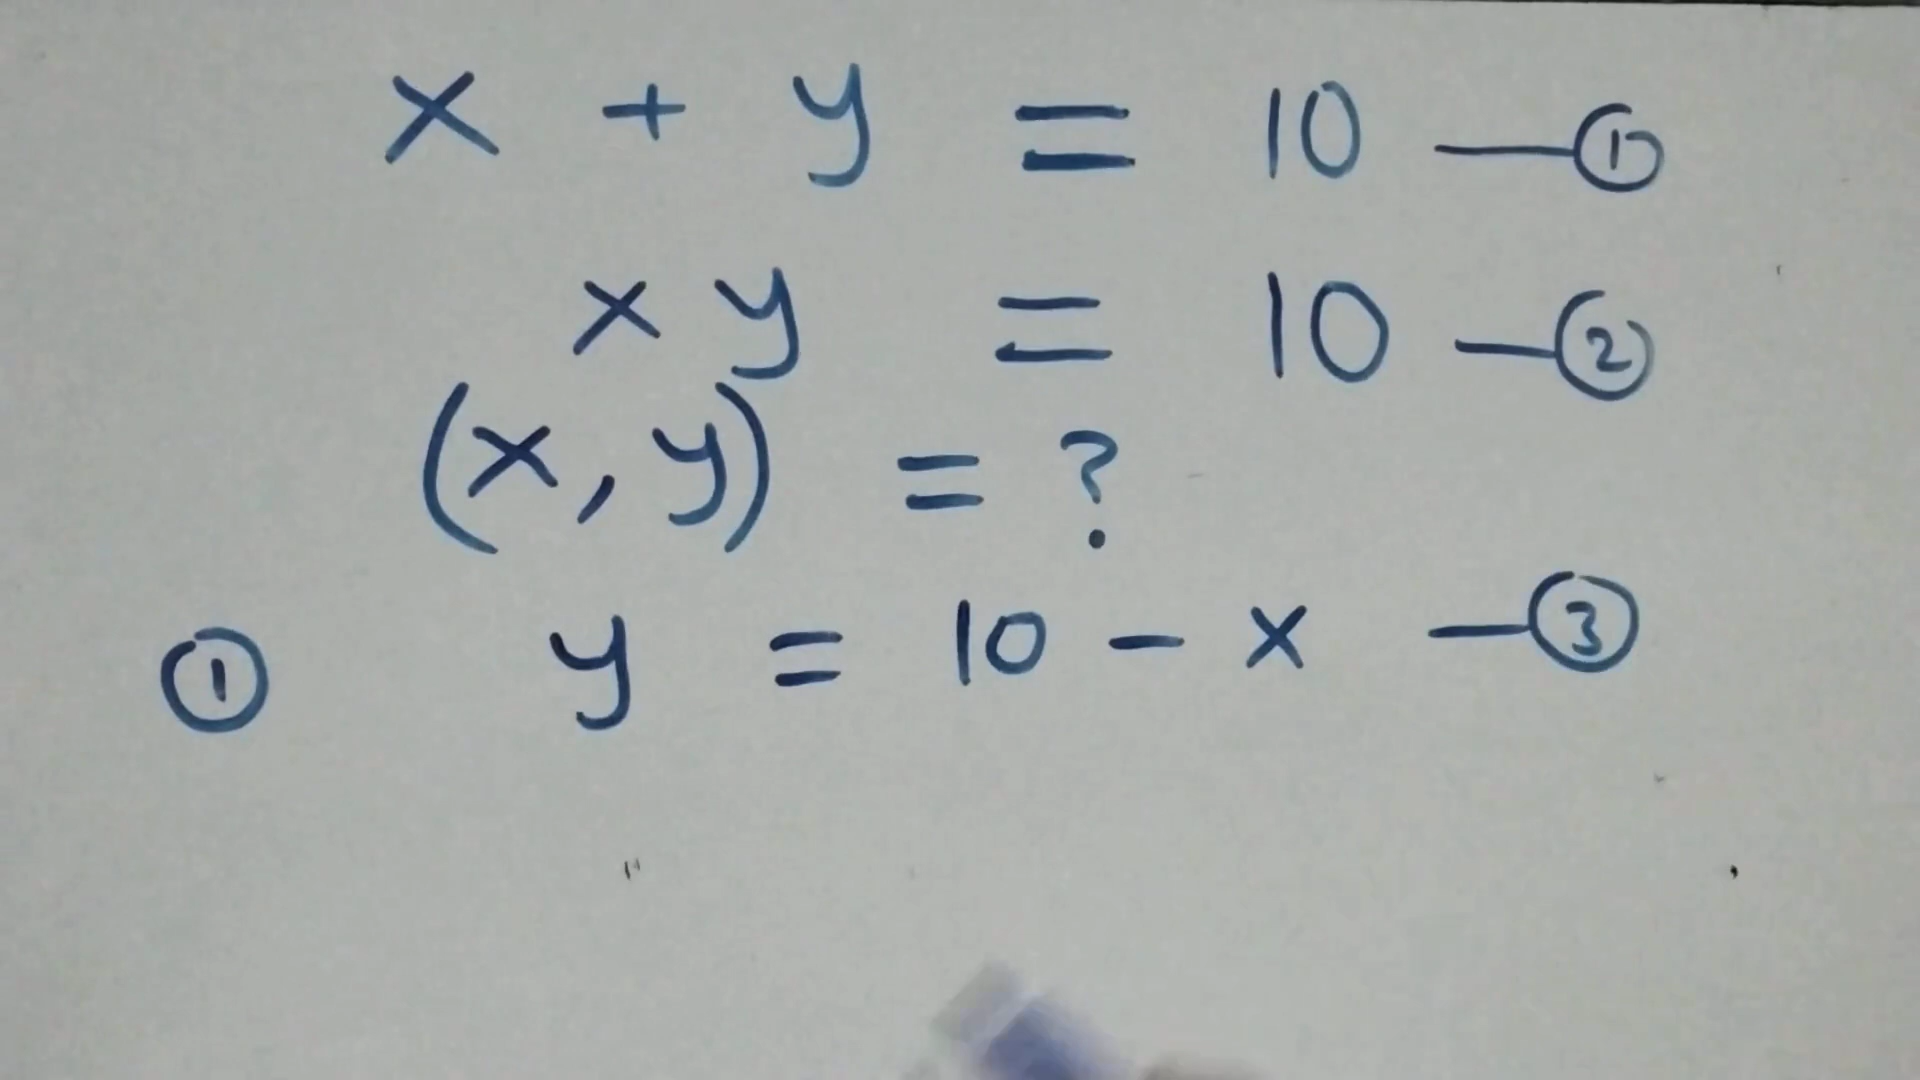 x + y = 10 — ①
xy = 10 — ②
(x, y) = ?
① y = 10 - x — ③